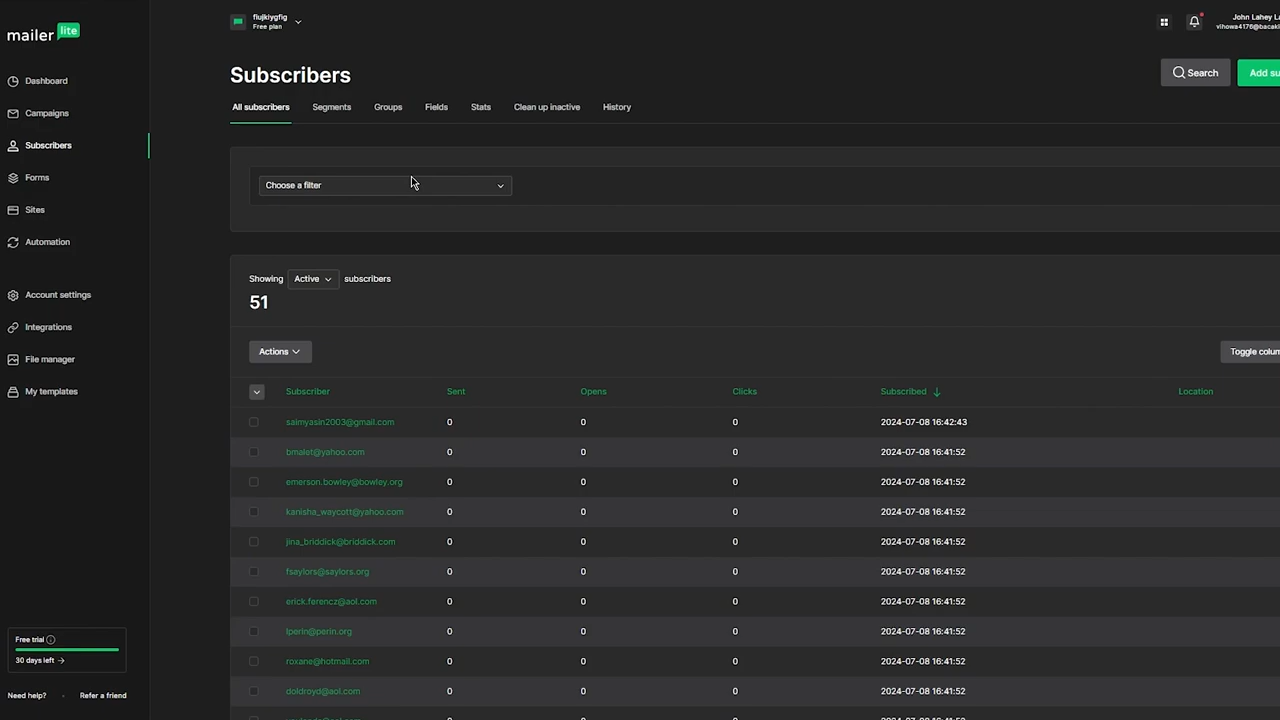 mailer lite
fiujkiygfig
Free plan
John Lahey La
vihowa4176@bacak
Dashboard
Campaigns
Subscribers
Forms
Sites
Automation
Account settings
Integrations
File manager
My templates
Free trial
30 days left →
Need help? · Refer a friend
Subscribers
Search
Add su
All subscribers Segments Groups Fields Stats Clean up inactive History
Choose a filter
Showing Active subscribers
51
Actions
Toggle colum
Subscriber Sent Opens Clicks Subscribed ↓ Location
saimyasin2003@gmail.com 0 0 0 2024-07-08 16:42:43
bmalet@yahoo.com 0 0 0 2024-07-08 16:41:52
emerson.bowley@bowley.org 0 0 0 2024-07-08 16:41:52
kanisha_waycott@yahoo.com 0 0 0 2024-07-08 16:41:52
jina_briddick@briddick.com 0 0 0 2024-07-08 16:41:52
fsaylors@saylors.org 0 0 0 2024-07-08 16:41:52
erick.ferencz@aol.com 0 0 0 2024-07-08 16:41:52
lperin@perin.org 0 0 0 2024-07-08 16:41:52
roxane@hotmail.com 0 0 0 2024-07-08 16:41:52
doldroyd@aol.com 0 0 0 2024-07-08 16:41:52